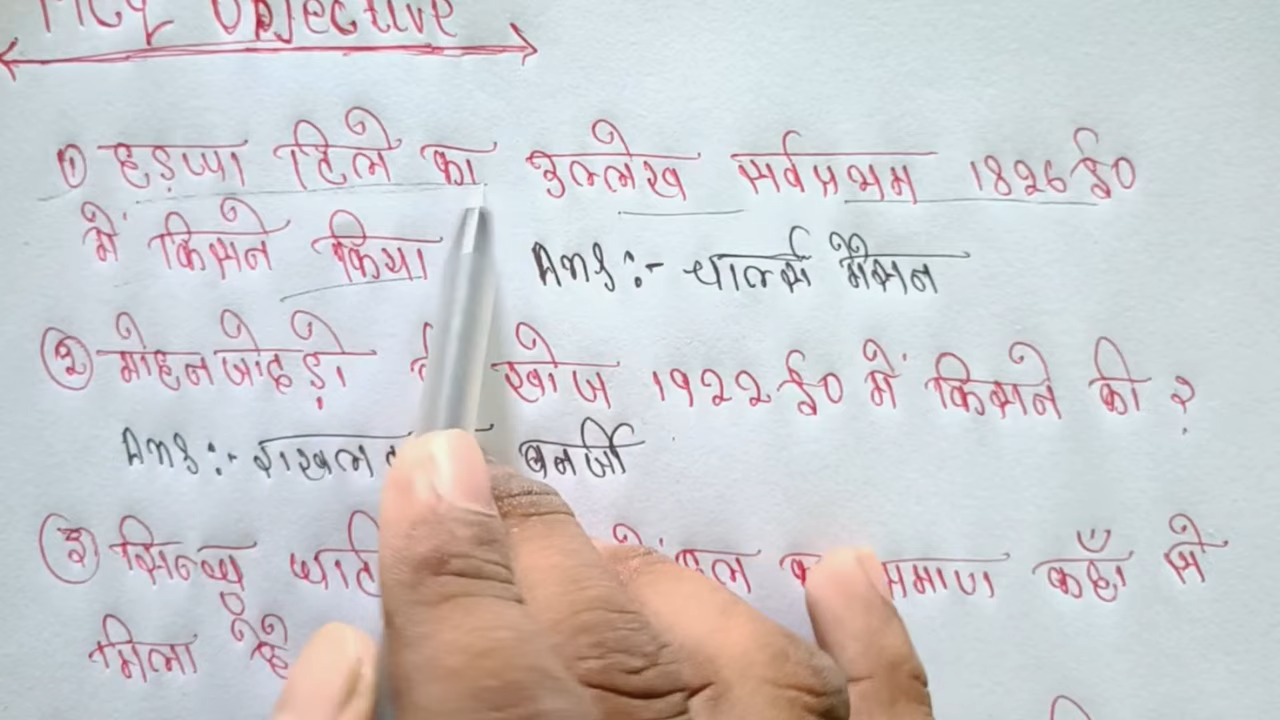 MCQ Objective
① हड़प्पा टिले का उल्लेख सर्वप्रथम 1826 ई०
में किसने किया Ans:- चार्ल्स मैसन
② मोहनजोदड़ो खोज 1922 ई० में किसने की ?
Ans:- राखल बनर्जी
③ सिन्धु कहाँ से
मिला है